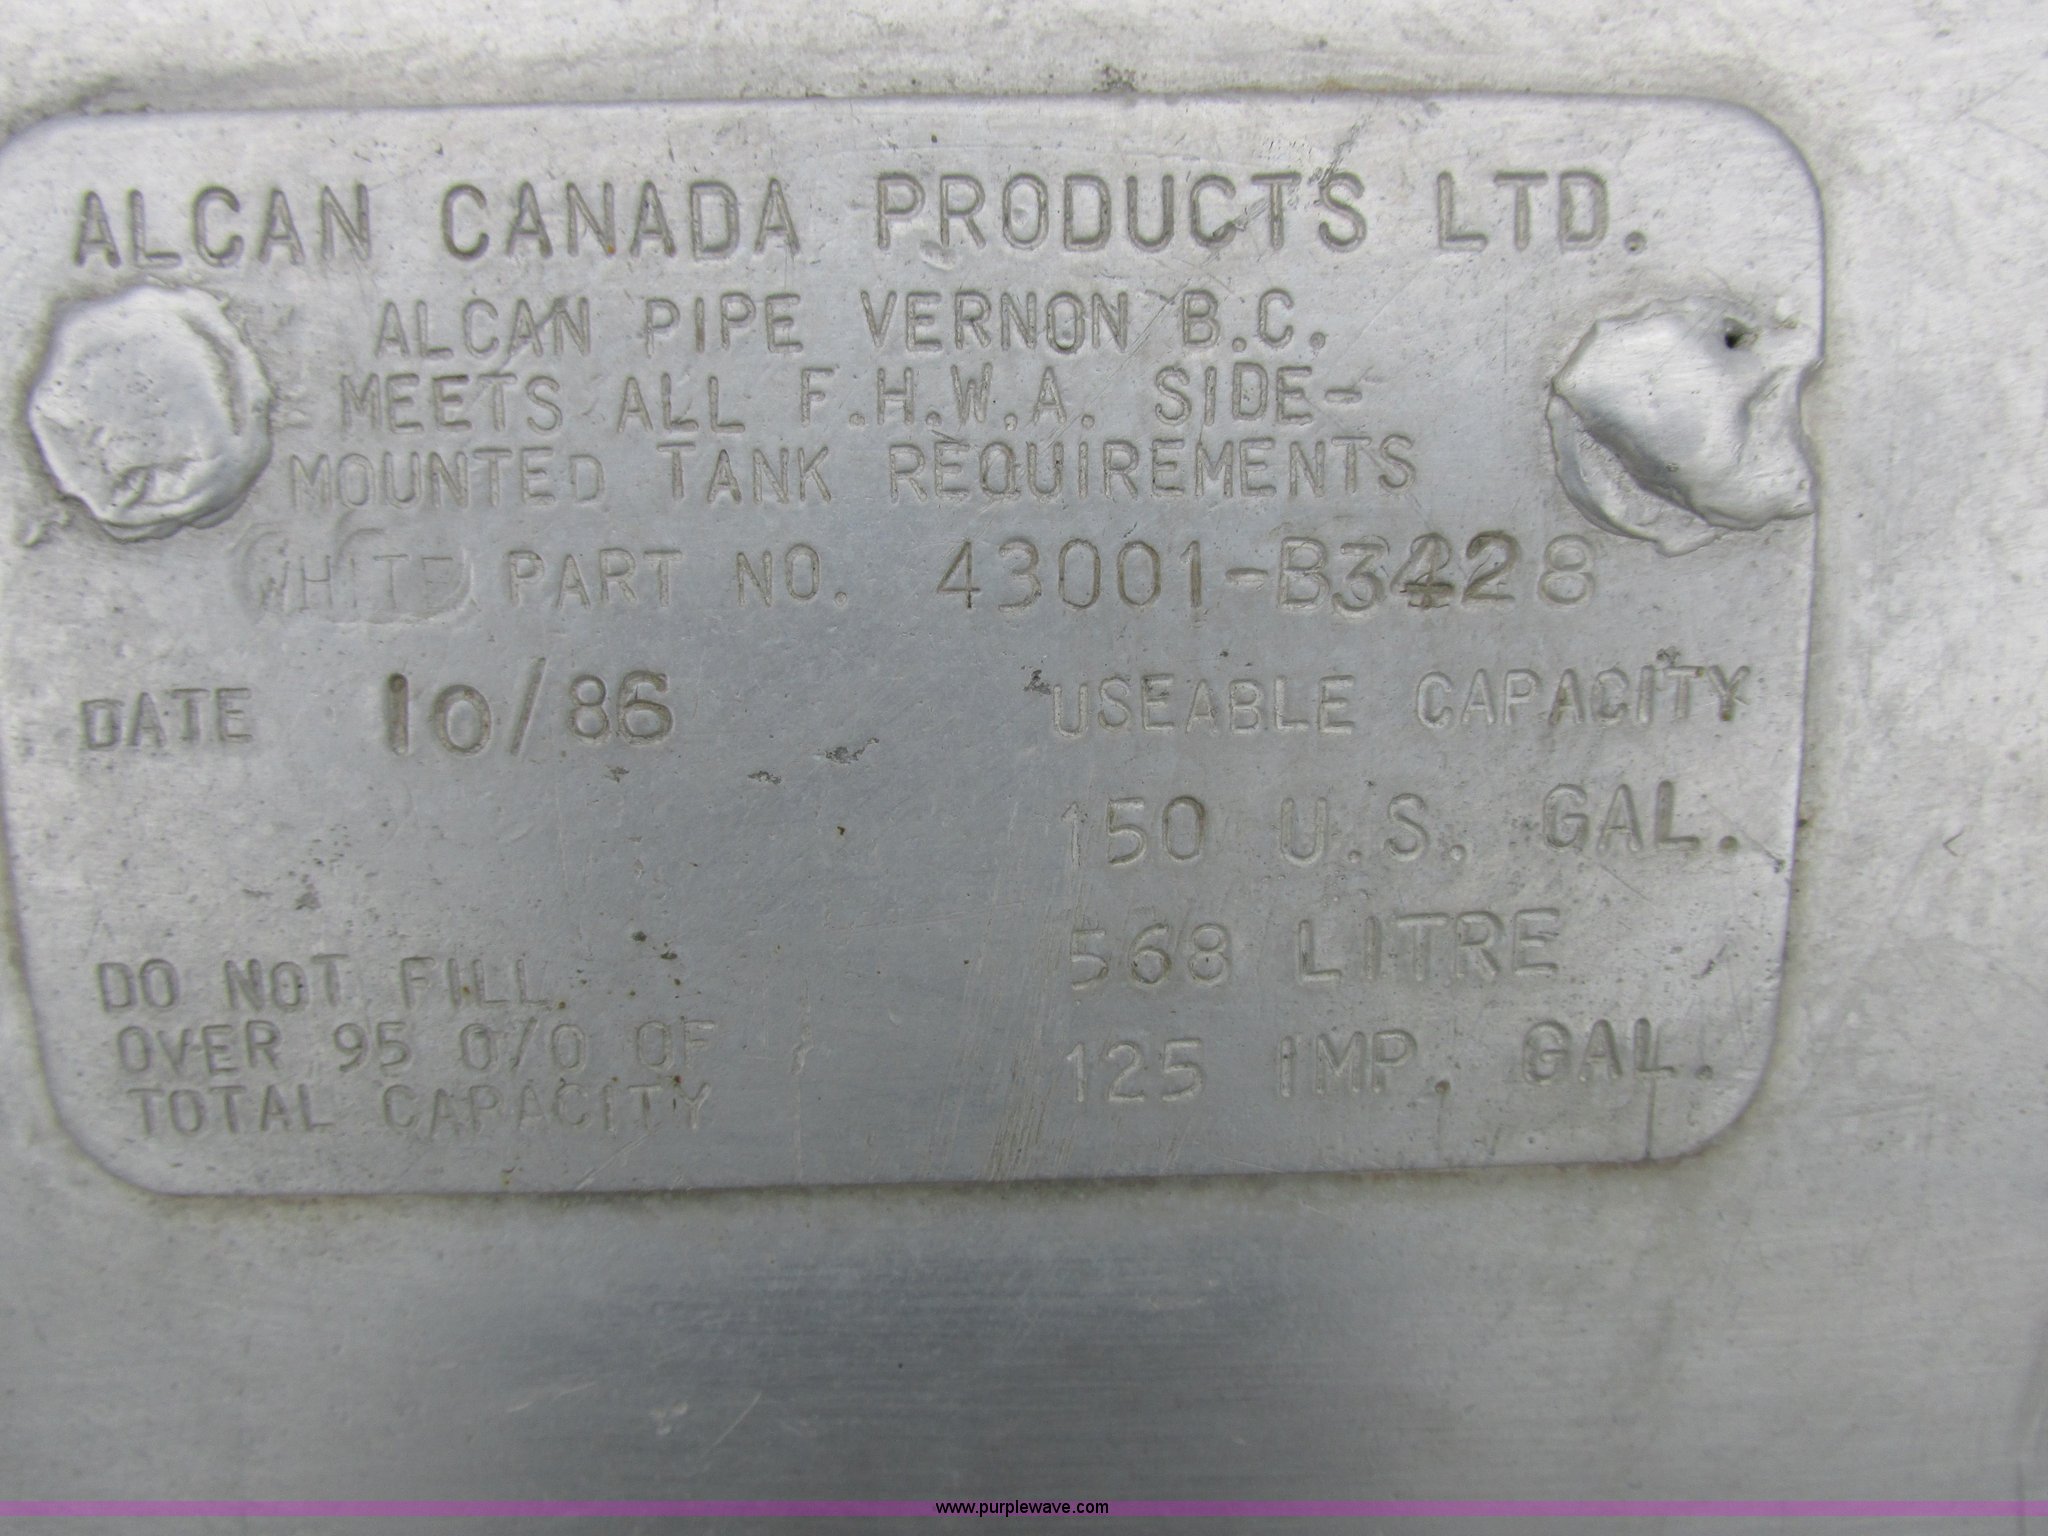 ALCAN CANADA PRODUCTS LTD.
ALCAN PIPE VERNON B.C.
MEETS ALL F.H.W.A. SIDE-
MOUNTED TANK REQUIREMENTS
WHITE PART NO. 43001-B3428
DATE 10/86
USEABLE CAPACITY
150 U.S. GAL.
568 LITRE
125 IMP. GAL.
DO NOT FILL
OVER 95 0/0 OF
TOTAL CAPACITY
www.purplewave.com